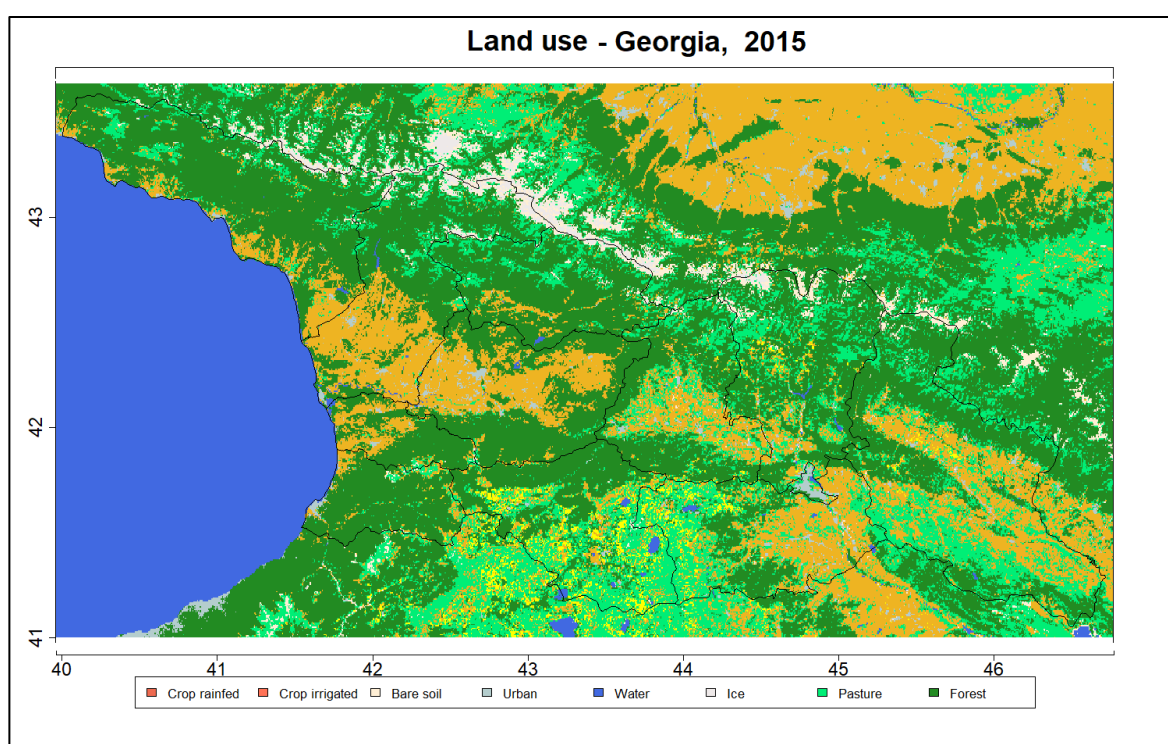 Land use - Georgia, 2015
43
42
41
40 41 42 43 44 45 46
Crop rainfed Crop irrigated Bare soil Urban Water Ice Pasture Forest